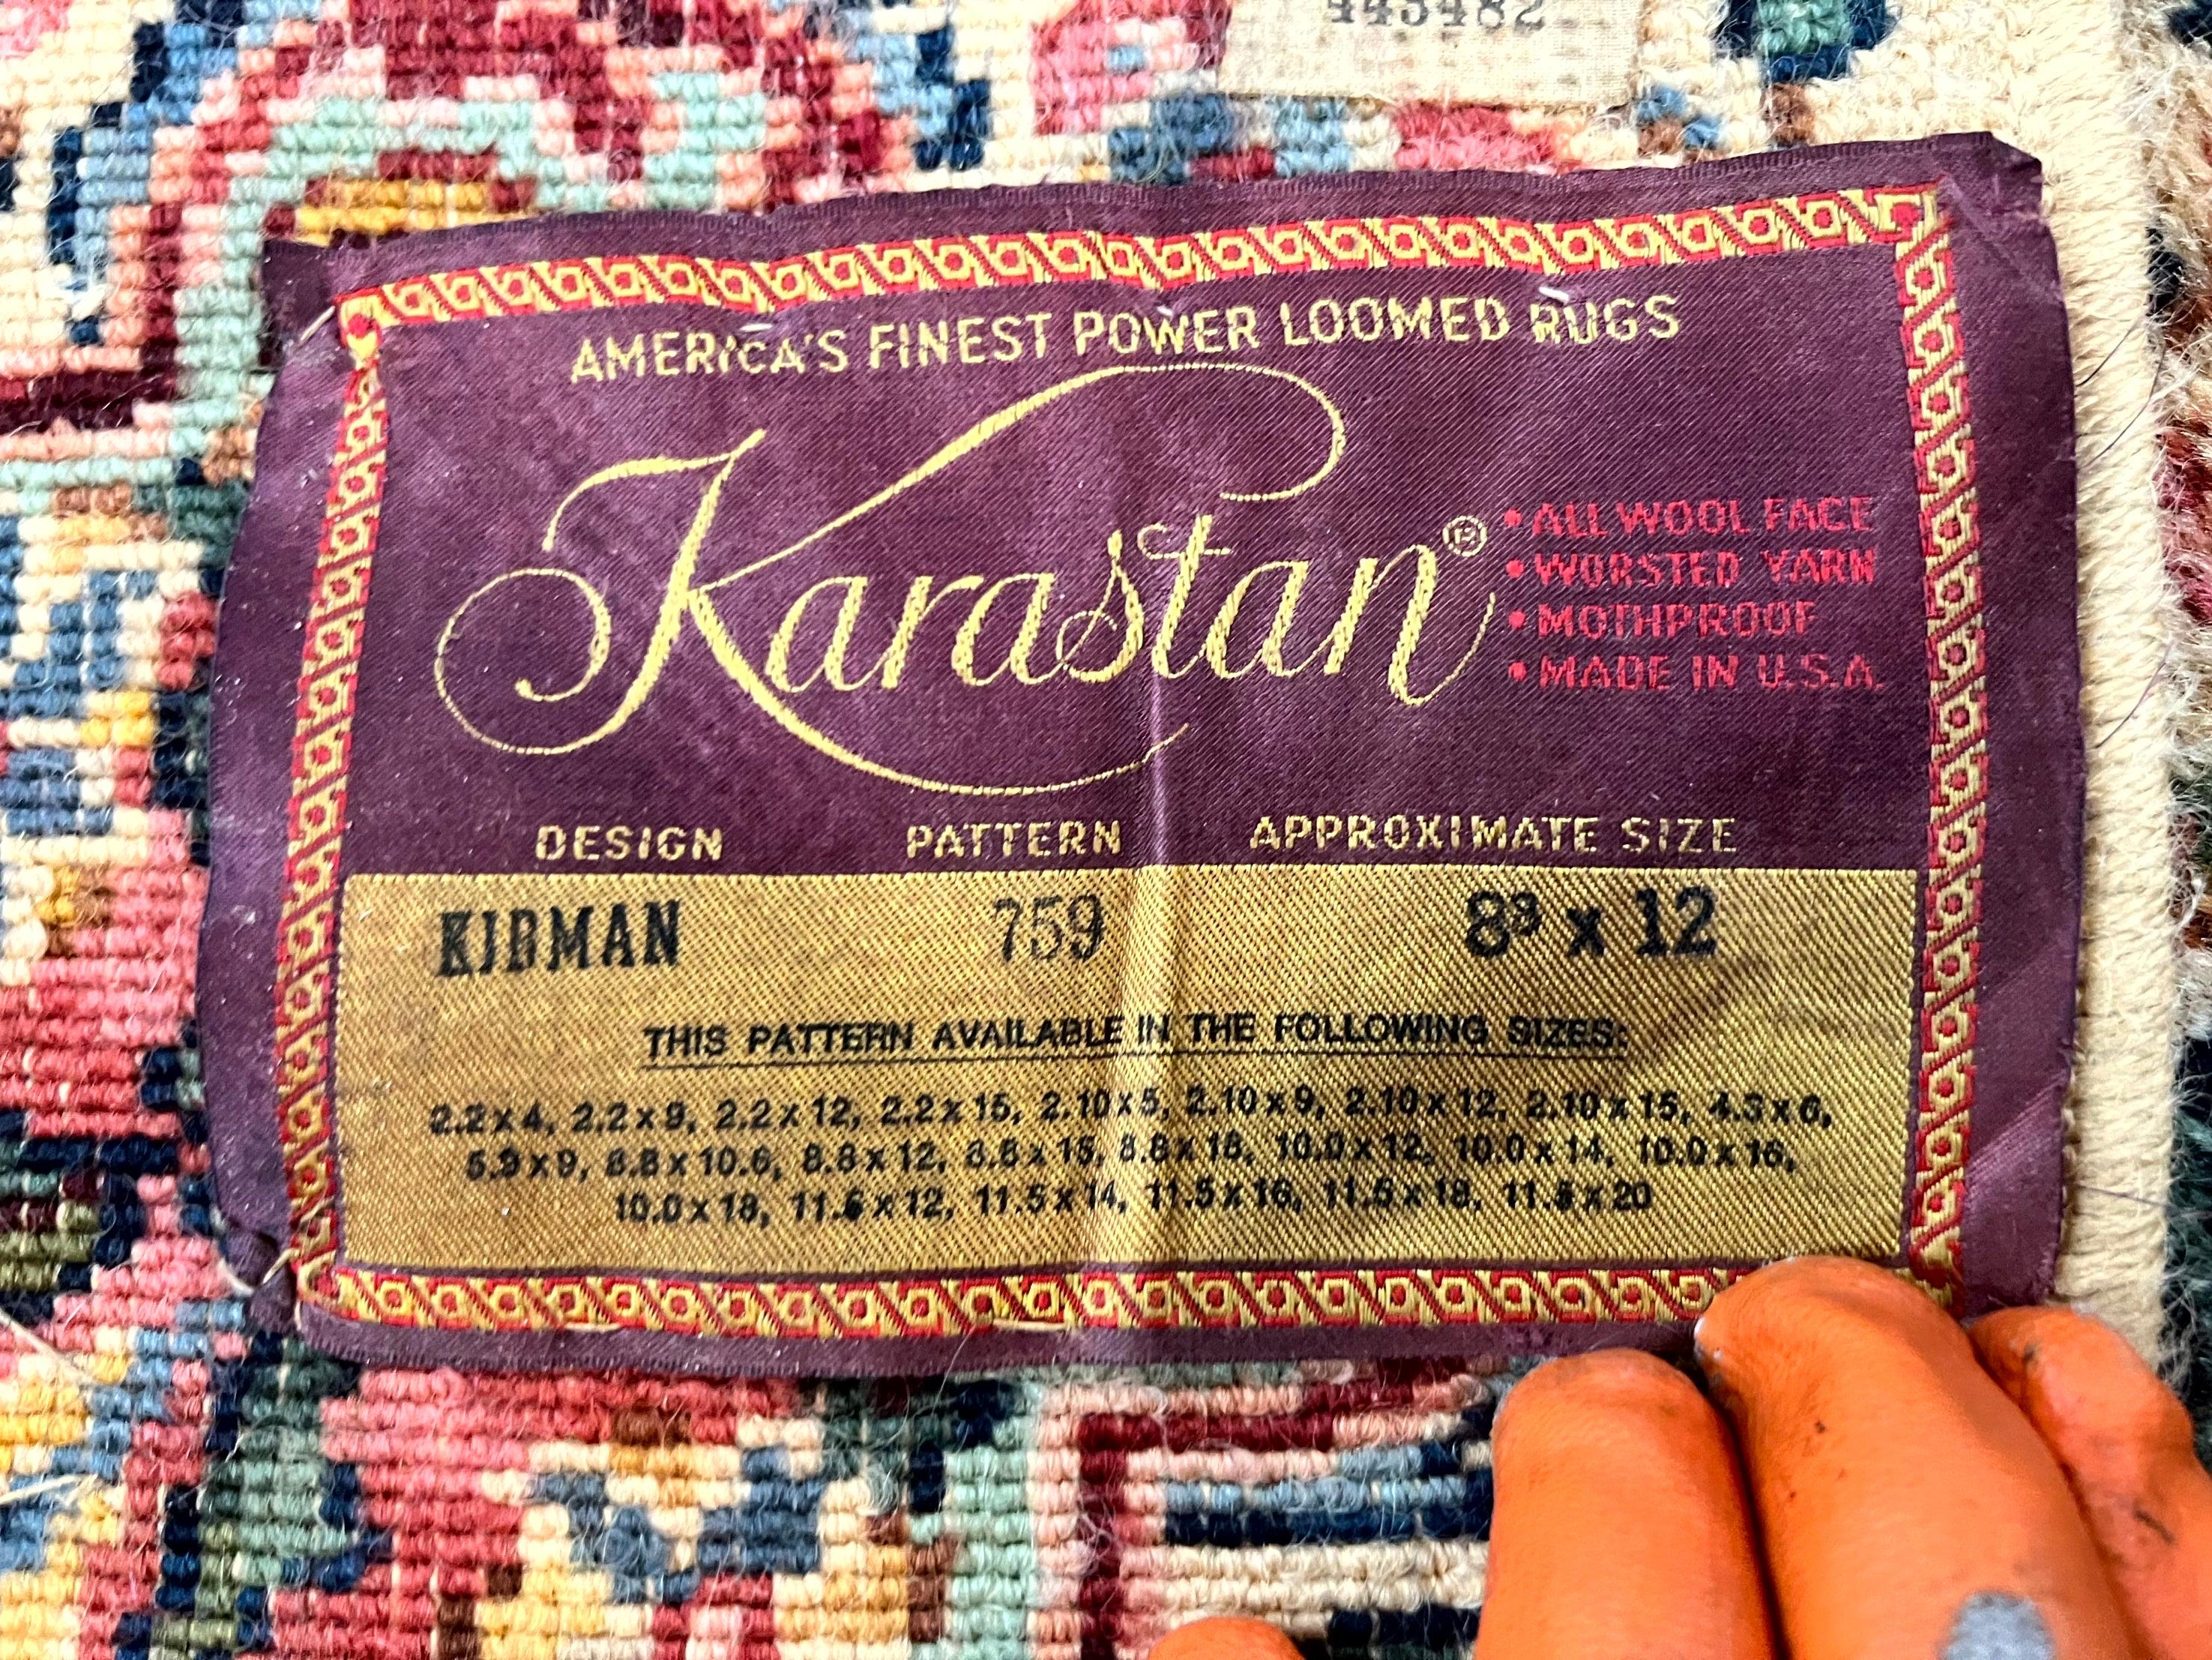 443482
AMERICA'S FINEST POWER LOOMED RUGS
Karastan®
• ALL WOOL FACE
• WORSTED YARN
• MOTHPROOF
• MADE IN U.S.A.
DESIGN PATTERN APPROXIMATE SIZE
KIRMAN 759 8³ x 12
THIS PATTERN AVAILABLE IN THE FOLLOWING SIZES:
2.2 x 4, 2.2 x 9, 2.2 x 12, 2.2 x 15, 2.10 x 5, 2.10 x 9, 2.10 x 12, 2.10 x 15, 4.3 x 6,
5.9 x 9, 8.8 x 10.6, 8.8 x 12, 8.8 x 15, 8.8 x 18, 10.0 x 12, 10.0 x 14, 10.0 x 16,
10.0 x 18, 11.5 x 12, 11.5 x 14, 11.5 x 16, 11.5 x 18, 11.5 x 20